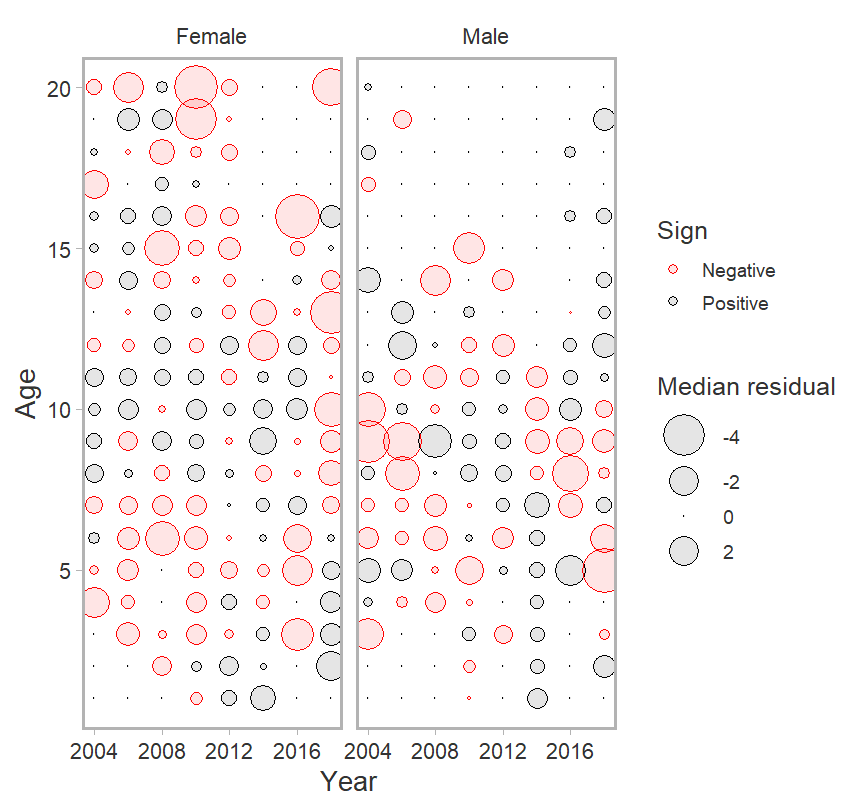 Female Male
20
15
10
5
Age
2004 2008 2012 2016 2004 2008 2012 2016
Year
Sign
Negative
Positive
Median residual
-4
-2
0
2